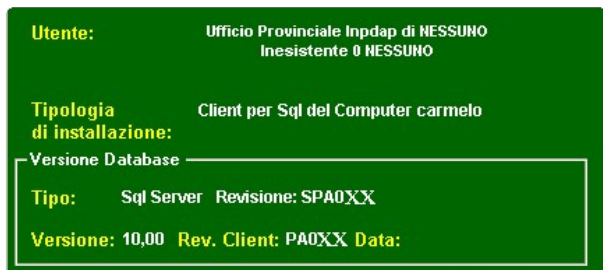 Utente: Ufficio Provinciale Inpdap di NESSUNO
Inesistente 0 NESSUNO
Tipologia di installazione: Client per Sql del Computer carmelo
Versione Database
Tipo: Sql Server Revisione: SPA0XX
Versione: 10,00 Rev. Client: PA0XX Data: